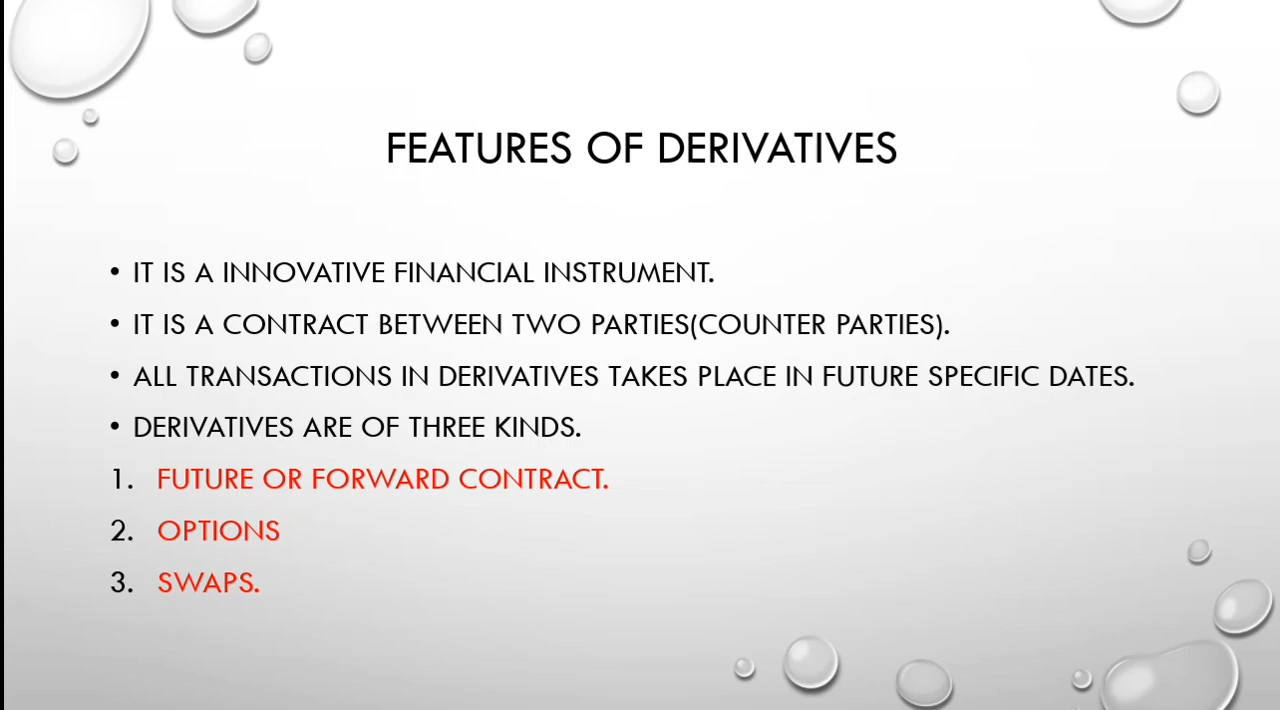 FEATURES OF DERIVATIVES
• IT IS A INNOVATIVE FINANCIAL INSTRUMENT.
• IT IS A CONTRACT BETWEEN TWO PARTIES(COUNTER PARTIES).
• ALL TRANSACTIONS IN DERIVATIVES TAKES PLACE IN FUTURE SPECIFIC DATES.
• DERIVATIVES ARE OF THREE KINDS.
1. FUTURE OR FORWARD CONTRACT.
2. OPTIONS
3. SWAPS.